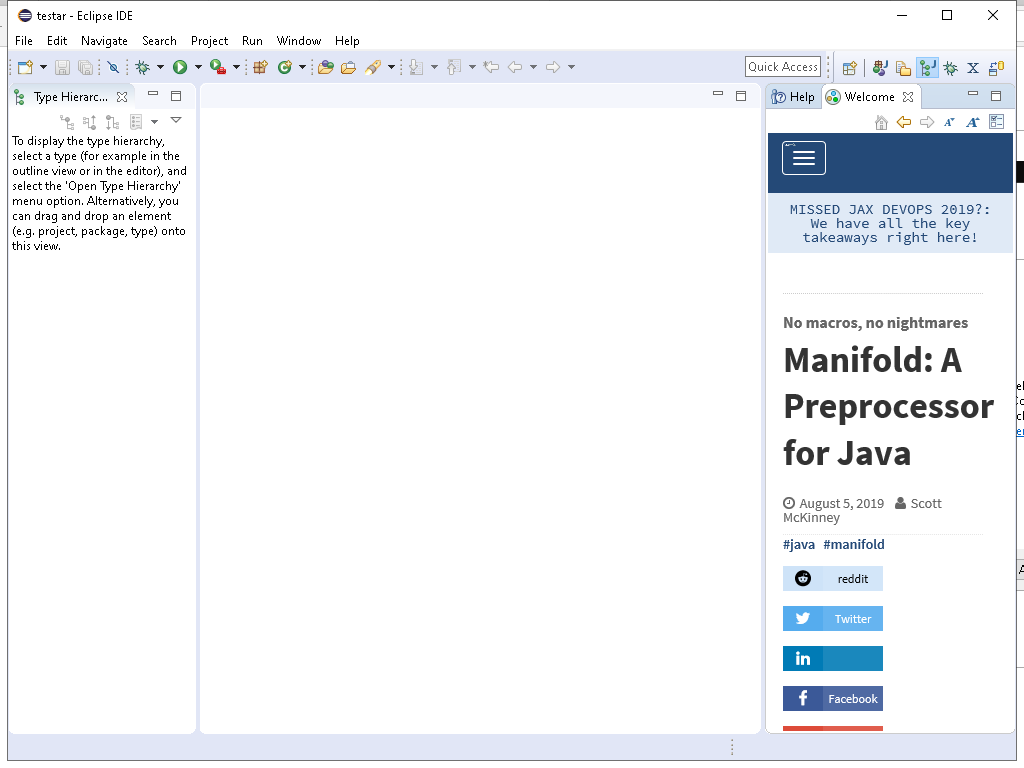 testar - Eclipse IDE
File Edit Navigate Search Project Run Window Help
Quick Access
Type Hierarc...
Help Welcome
To display the type hierarchy,
select a type (for example in the
outline view or in the editor), and
select the 'Open Type Hierarchy'
menu option. Alternatively, you
can drag and drop an element
(e.g. project, package, type) onto
this view.
MISSED JAX DEVOPS 2019?:
We have all the key
takeaways right here!
No macros, no nightmares
Manifold: A
Preprocessor
for Java
August 5, 2019 Scott
McKinney
#java #manifold
reddit
Twitter
in
Facebook